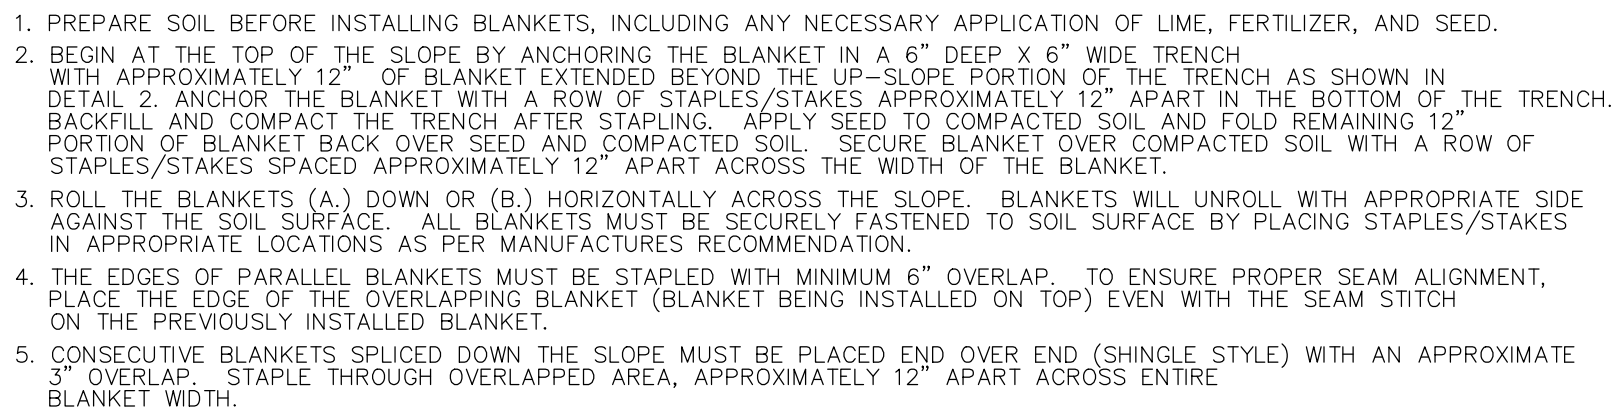 1. PREPARE SOIL BEFORE INSTALLING BLANKETS, INCLUDING ANY NECESSARY APPLICATION OF LIME, FERTILIZER, AND SEED.
2. BEGIN AT THE TOP OF THE SLOPE BY ANCHORING THE BLANKET IN A 6” DEEP X 6” WIDE TRENCH
WITH APPROXIMATELY 12” OF BLANKET EXTENDED BEYOND THE UP-SLOPE PORTION OF THE TRENCH AS SHOWN IN
DETAIL 2. ANCHOR THE BLANKET WITH A ROW OF STAPLES/STAKES APPROXIMATELY 12” APART IN THE BOTTOM OF THE TRENCH.
BACKFILL AND COMPACT THE TRENCH AFTER STAPLING. APPLY SEED TO COMPACTED SOIL AND FOLD REMAINING 12”
PORTION OF BLANKET BACK OVER SEED AND COMPACTED SOIL. SECURE BLANKET OVER COMPACTED SOIL WITH A ROW OF
STAPLES/STAKES SPACED APPROXIMATELY 12” APART ACROSS THE WIDTH OF THE BLANKET.
3. ROLL THE BLANKETS (A.) DOWN OR (B.) HORIZONTALLY ACROSS THE SLOPE. BLANKETS WILL UNROLL WITH APPROPRIATE SIDE
AGAINST THE SOIL SURFACE. ALL BLANKETS MUST BE SECURELY FASTENED TO SOIL SURFACE BY PLACING STAPLES/STAKES
IN APPROPRIATE LOCATIONS AS PER MANUFACTURES RECOMMENDATION.
4. THE EDGES OF PARALLEL BLANKETS MUST BE STAPLED WITH MINIMUM 6” OVERLAP. TO ENSURE PROPER SEAM ALIGNMENT,
PLACE THE EDGE OF THE OVERLAPPING BLANKET (BLANKET BEING INSTALLED ON TOP) EVEN WITH THE SEAM STITCH
ON THE PREVIOUSLY INSTALLED BLANKET.
5. CONSECUTIVE BLANKETS SPLICED DOWN THE SLOPE MUST BE PLACED END OVER END (SHINGLE STYLE) WITH AN APPROXIMATE
3” OVERLAP. STAPLE THROUGH OVERLAPPED AREA, APPROXIMATELY 12” APART ACROSS ENTIRE
BLANKET WIDTH.